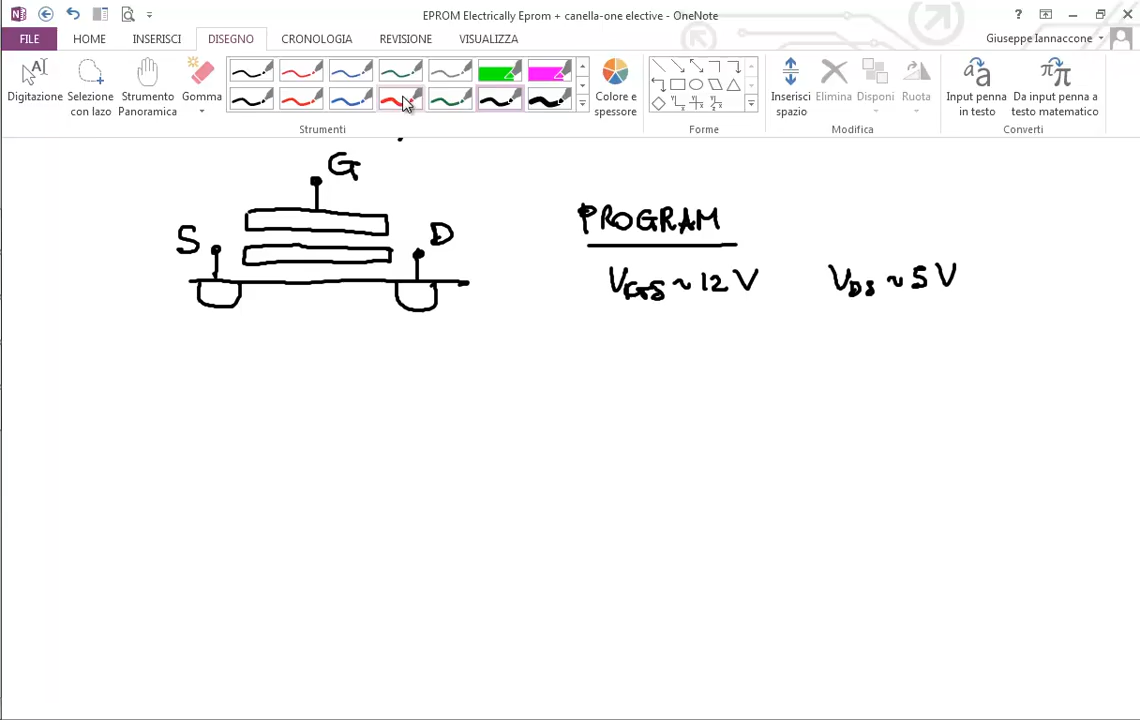 EPROM Electrically Eprom + canella-one elective - OneNote
?
FILE HOME INSERISCI DISEGNO CRONOLOGIA REVISIONE VISUALIZZA
Giuseppe Iannaccone
Digitazione
Selezione con lazo
Strumento Panoramica
Gomma
Colore e spessore
Inserisci spazio
Elimina
Disponi
Ruota
Input penna in testo
Da input penna a testo matematico
Strumenti
Forme
Modifica
Converti
G
S
D
PROGRAM
VGS ~ 12 V VDS ~ 5 V